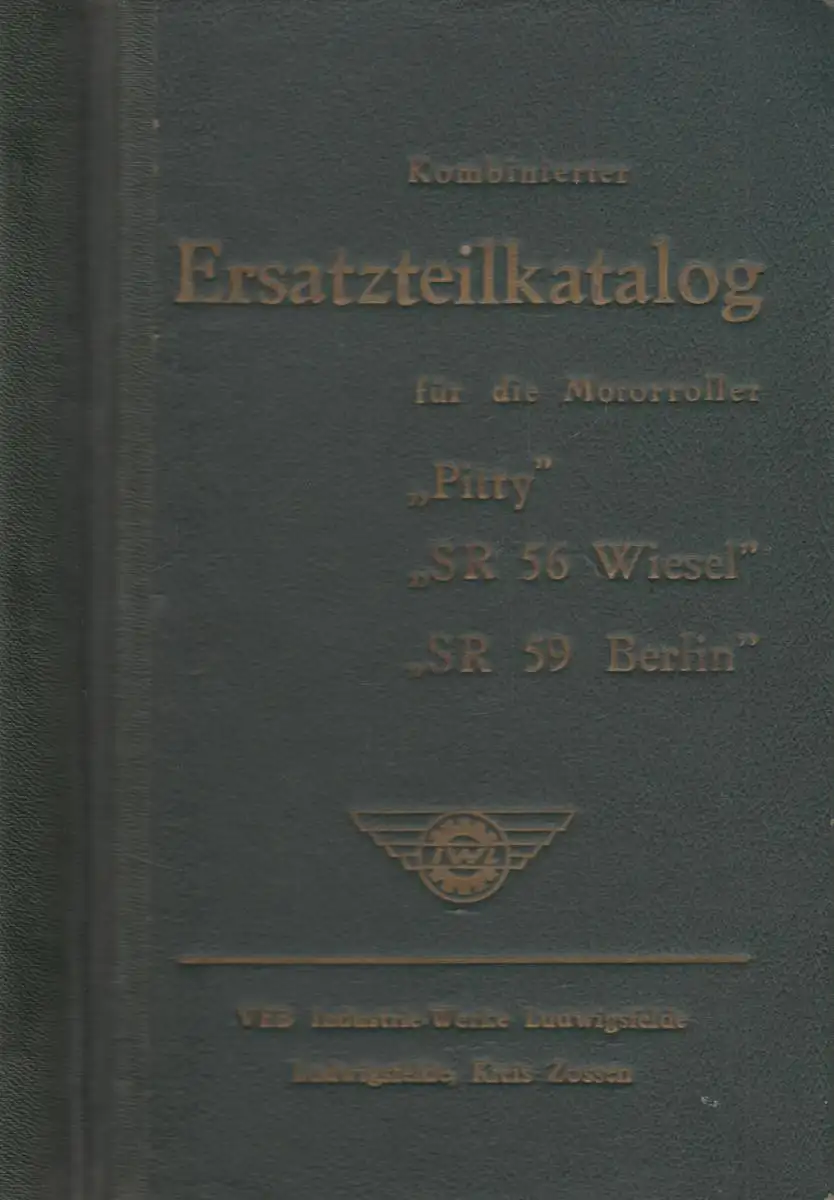 Kombinierter
Ersatzteilkatalog
für die Motorroller
„Pitty”
„SR 56 Wiesel”
„SR 59 Berlin”
IWL
VEB Industrie-Werke Ludwigsfelde
Ludwigsfelde, Kreis Zossen